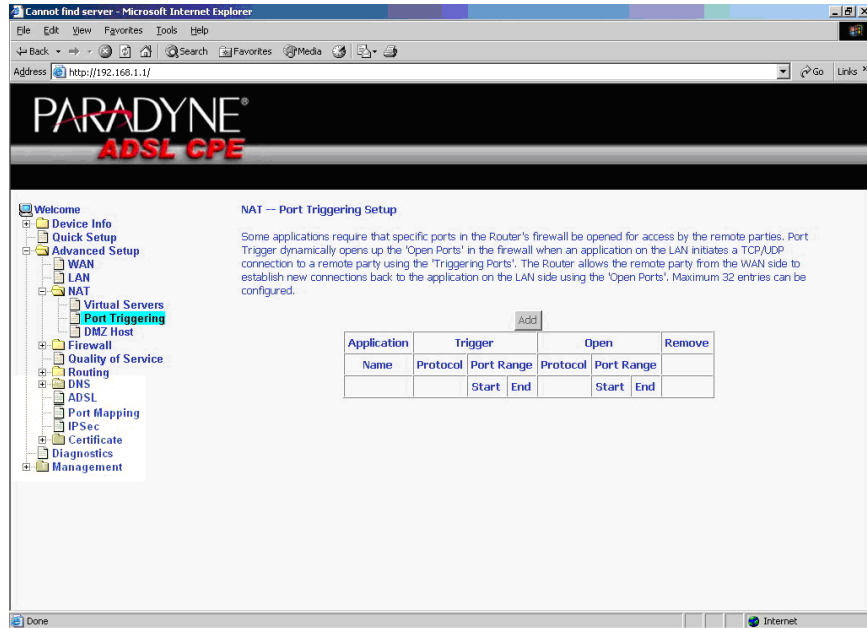 Cannot find server - Microsoft Internet Explorer
File Edit View Favorites Tools Help
Back Search Favorites Media
Address http://192.168.1.1/ Go Links »
PARADYNE®
ADSL CPE
Welcome
Device Info
Quick Setup
Advanced Setup
WAN
LAN
NAT
Virtual Servers
Port Triggering
DMZ Host
Firewall
Quality of Service
Routing
DNS
ADSL
Port Mapping
IPSec
Certificate
Diagnostics
Management
NAT -- Port Triggering Setup
Some applications require that specific ports in the Router's firewall be opened for access by the remote parties. Port
Trigger dynamically opens up the 'Open Ports' in the firewall when an application on the LAN initiates a TCP/UDP
connection to a remote party using the 'Triggering Ports'. The Router allows the remote party from the WAN side to
establish new connections back to the application on the LAN side using the 'Open Ports'. Maximum 32 entries can be
configured.
Add
Application Trigger Open Remove
Name Protocol Port Range Protocol Port Range
Start End Start End
Done Internet